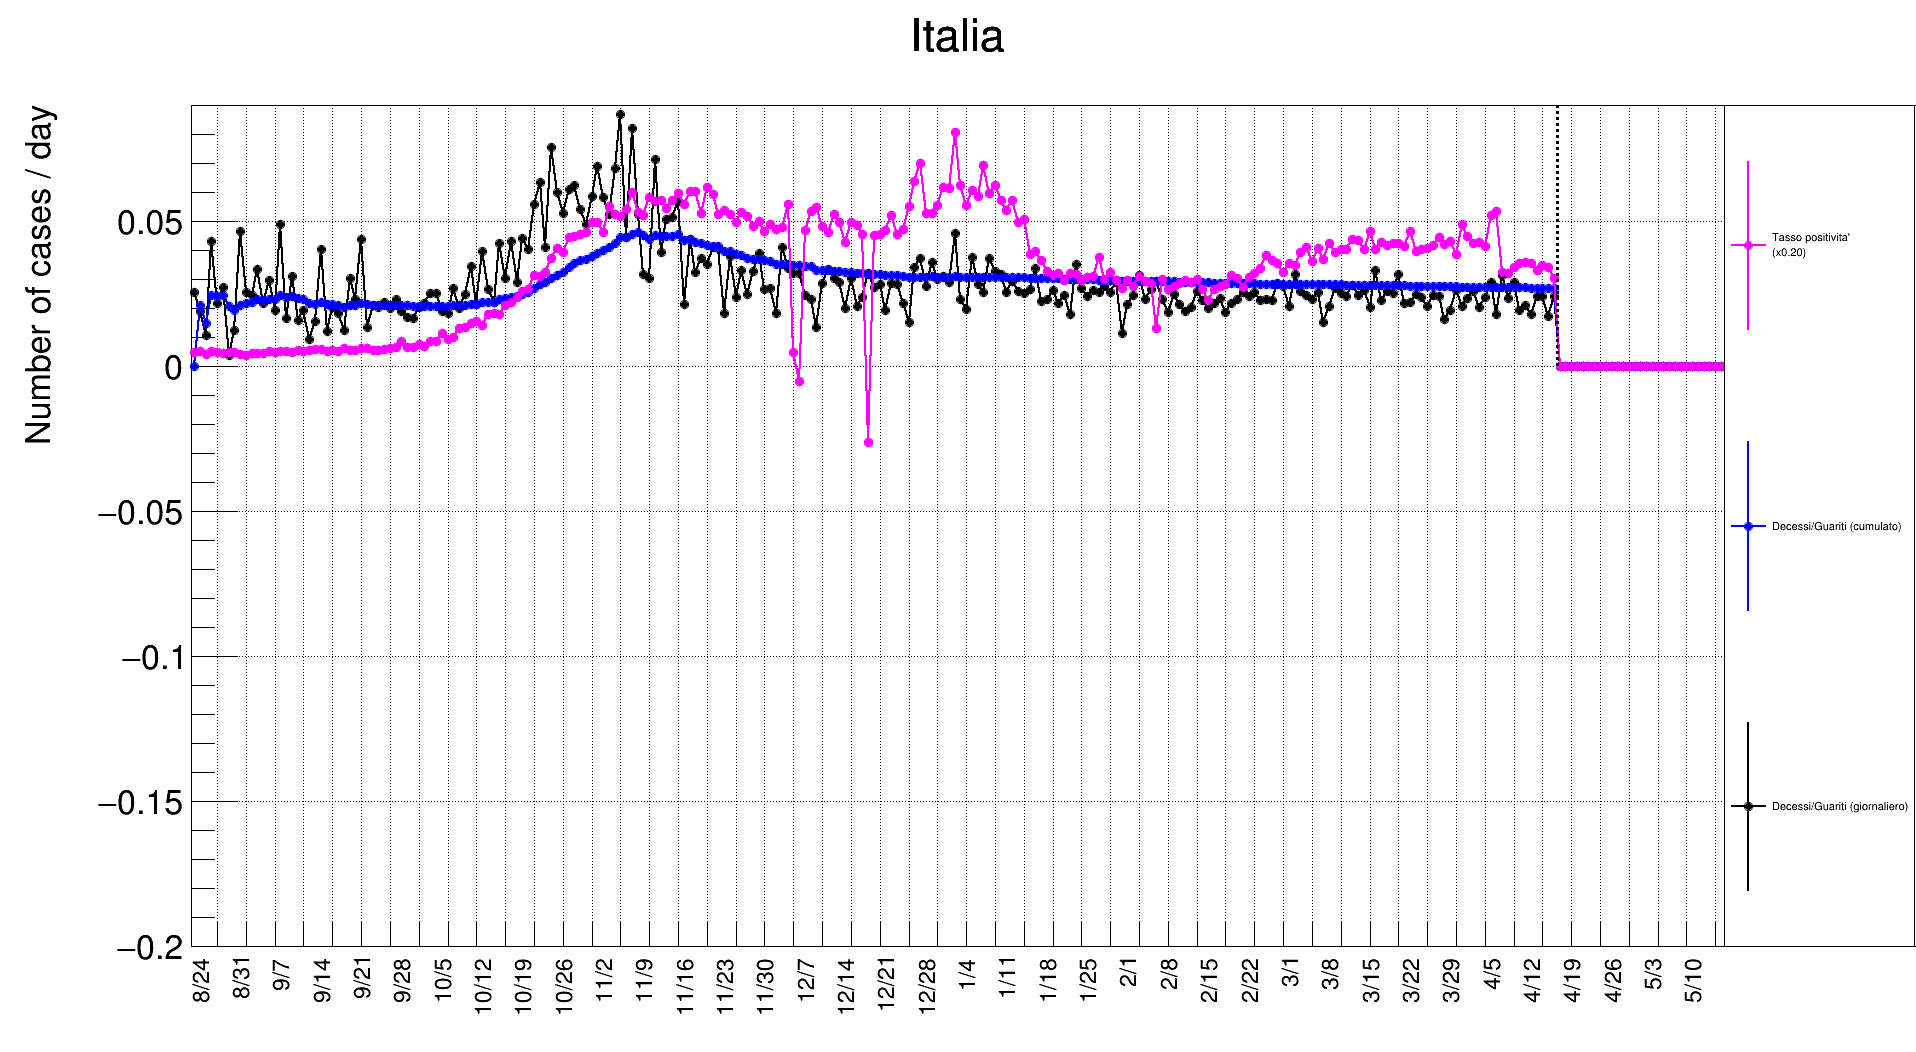 Italia
Number of cases / day
0.05
0
−0.05
−0.1
−0.15
−0.2
8/24 8/31 9/7 9/14 9/21 9/28 10/5 10/12 10/19 10/26 11/2 11/9 11/16 11/23 11/30 12/7 12/14 12/21 12/28 1/4 1/11 1/18 1/25 2/1 2/8 2/15 2/22 3/1 3/8 3/15 3/22 3/29 4/5 4/12 4/19 4/26 5/3 5/10
Tasso positivita'
(x0.20)
Decessi/Guariti (cumulato)
Decessi/Guariti (giornaliero)